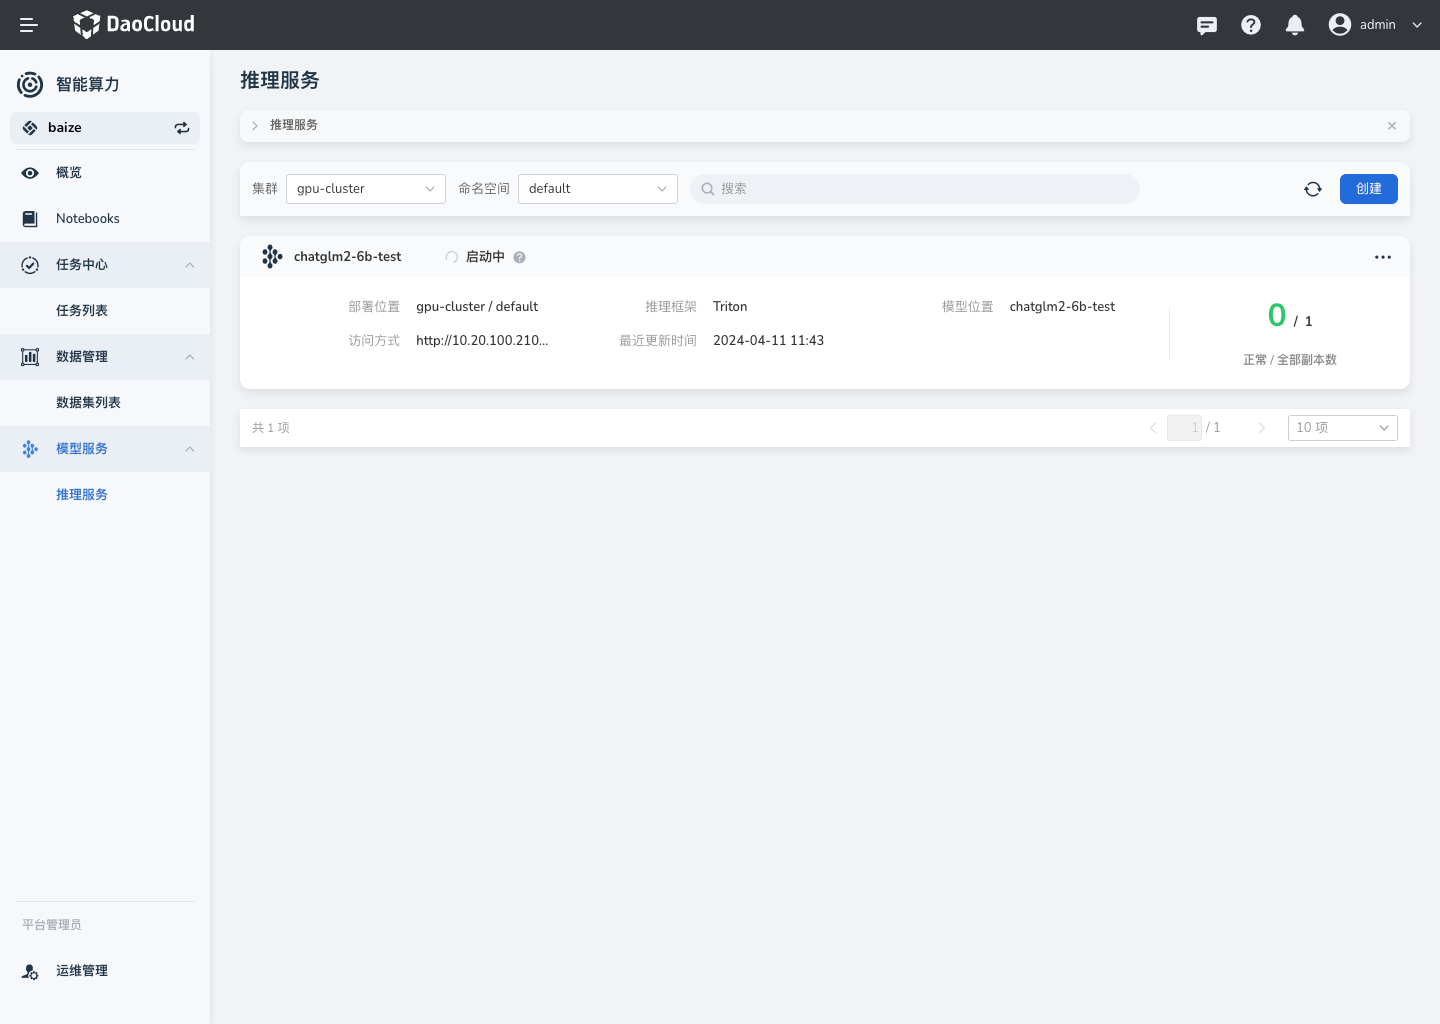 DaoCloud
admin
智能算力
baize
概览
Notebooks
任务中心
任务列表
数据管理
数据集列表
模型服务
推理服务
平台管理员
运维管理
推理服务
推理服务
集群 gpu-cluster 命名空间 default 搜索 创建
chatglm2-6b-test 启动中
部署位置 gpu-cluster / default 推理框架 Triton 模型位置 chatglm2-6b-test
访问方式 http://10.20.100.210... 最近更新时间 2024-04-11 11:43
0 / 1
正常 / 全部副本数
共 1 项 1 / 1 10 项